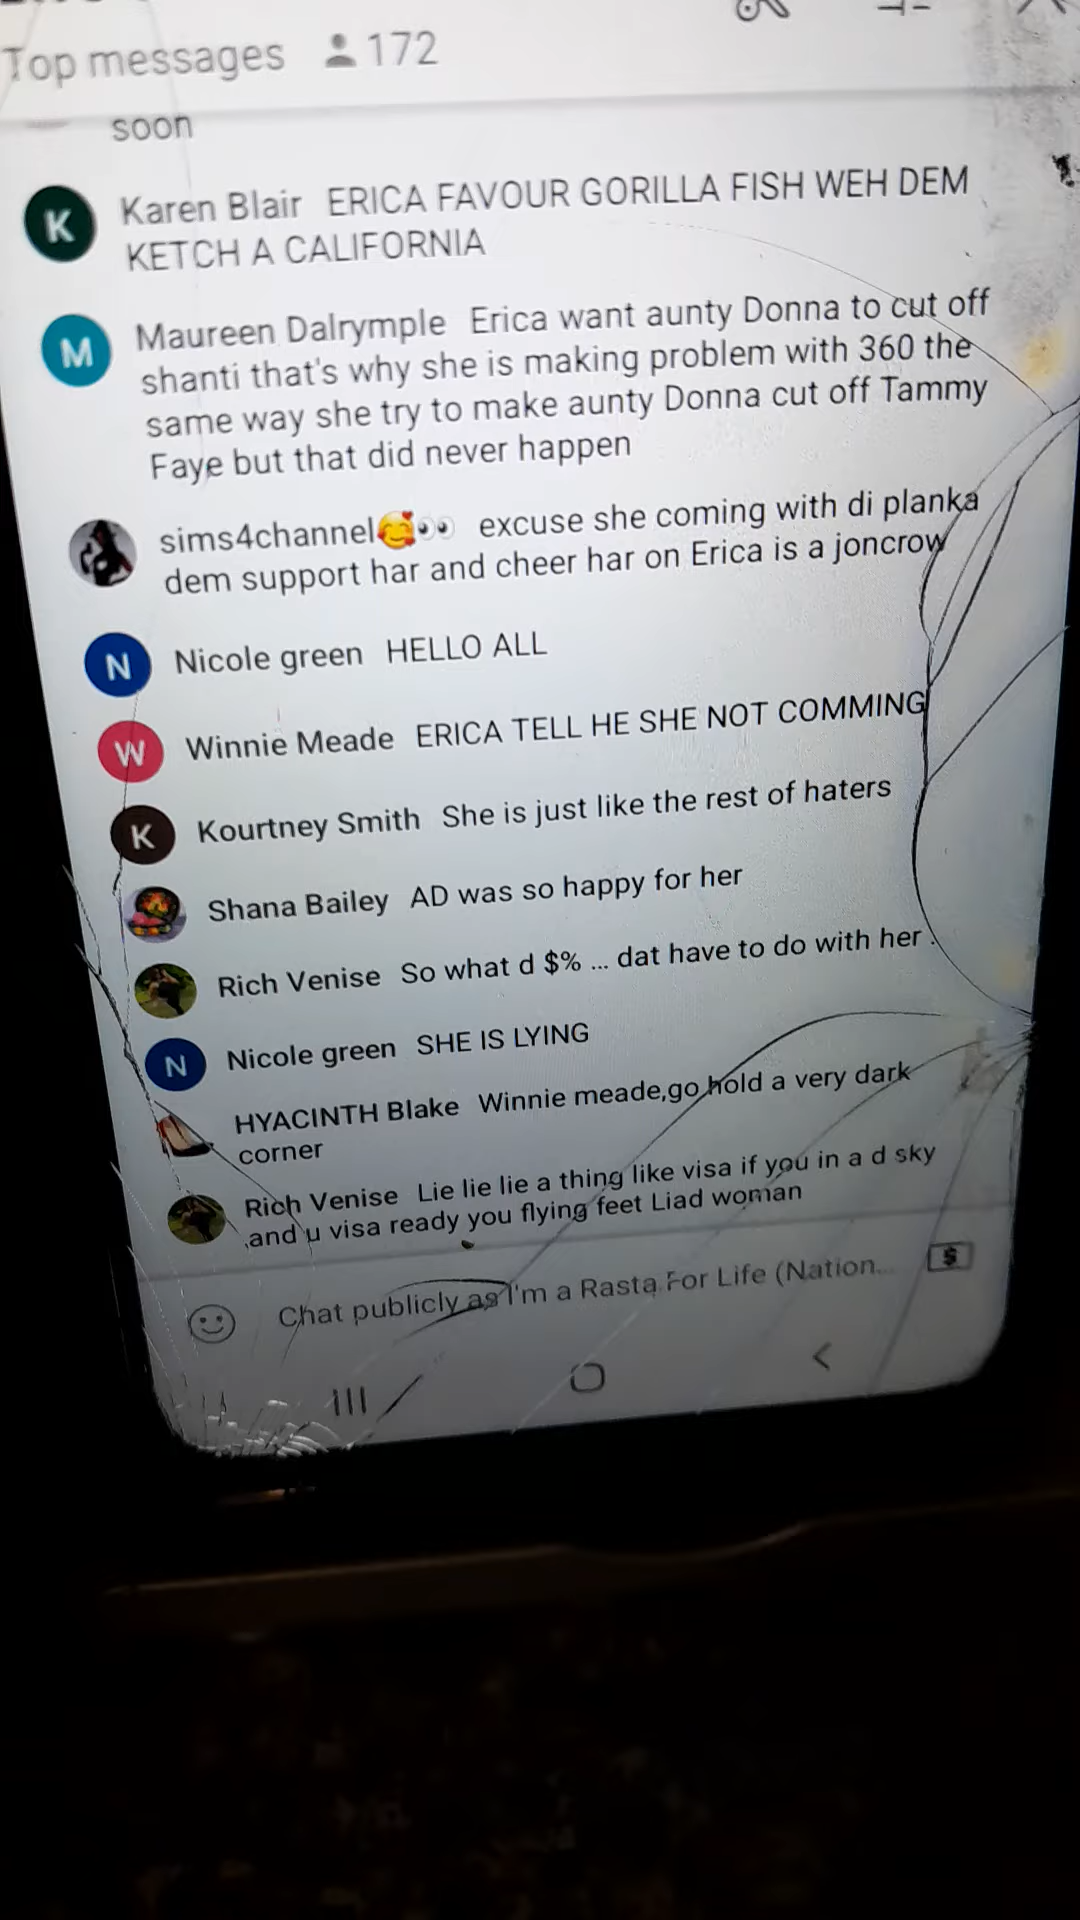 Top messages 172
soon
K Karen Blair ERICA FAVOUR GORILLA FISH WEH DEM
KETCH A CALIFORNIA
M Maureen Dalrymple Erica want aunty Donna to cut off
shanti that's why she is making problem with 360 the
same way she try to make aunty Donna cut off Tammy
Faye but that did never happen
sims4channel🥰👀 excuse she coming with di planka
dem support har and cheer har on Erica is a joncrow
N Nicole green HELLO ALL
W Winnie Meade ERICA TELL HE SHE NOT COMMING
K Kourtney Smith She is just like the rest of haters
Shana Bailey AD was so happy for her
Rich Venise So what d $% ... dat have to do with her .
N Nicole green SHE IS LYING
HYACINTH Blake Winnie meade,go hold a very dark
corner
Rich Venise Lie lie lie a thing like visa if you in a d sky
,and u visa ready you flying feet Liad woman
Chat publicly as I'm a Rasta For Life (Nation... $